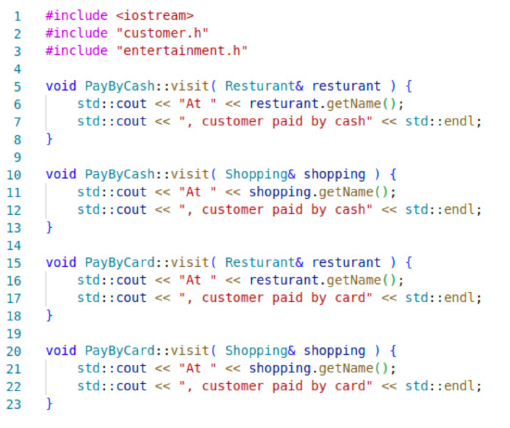 1 #include <iostream>
2 #include "customer.h"
3 #include "entertainment.h"
4
5 void PayByCash::visit( Resturant& resturant ) {
6     std::cout << "At " << resturant.getName();
7     std::cout << ", customer paid by cash" << std::endl;
8 }
9
10 void PayByCash::visit( Shopping& shopping ) {
11     std::cout << "At " << shopping.getName();
12     std::cout << ", customer paid by cash" << std::endl;
13 }
14
15 void PayByCard::visit( Resturant& resturant ) {
16     std::cout << "At " << resturant.getName();
17     std::cout << ", customer paid by card" << std::endl;
18 }
19
20 void PayByCard::visit( Shopping& shopping ) {
21     std::cout << "At " << shopping.getName();
22     std::cout << ", customer paid by card" << std::endl;
23 }